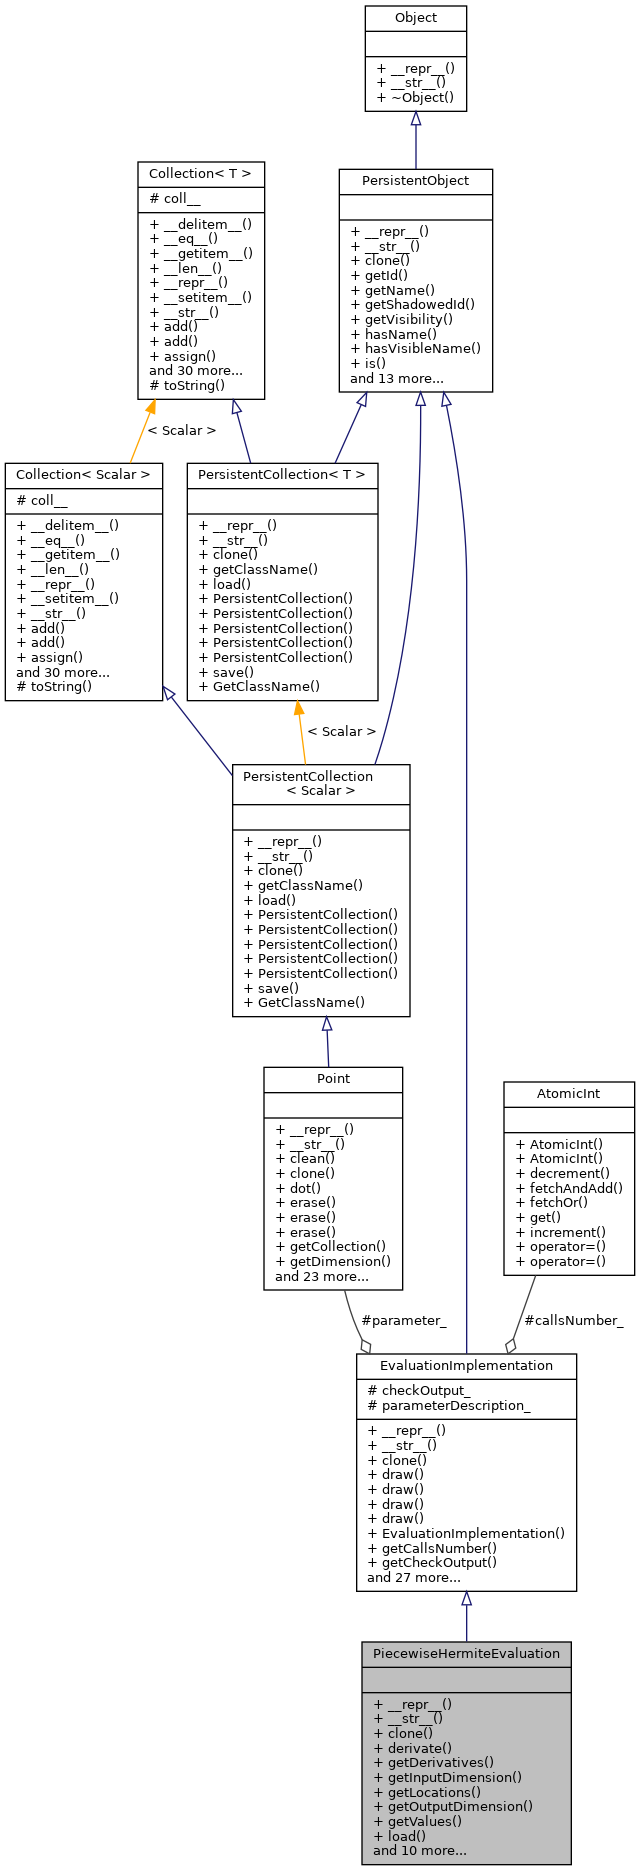 Object
+ __repr__()
+ __str__()
+ ~Object()
Collection< T >
# coll__
+ __delitem__()
+ __eq__()
+ __getitem__()
+ __len__()
+ __repr__()
+ __setitem__()
+ __str__()
+ add()
+ add()
+ assign()
and 30 more...
# toString()
PersistentObject
+ __repr__()
+ __str__()
+ clone()
+ getId()
+ getName()
+ getShadowedId()
+ getVisibility()
+ hasName()
+ hasVisibleName()
+ is()
and 13 more...
< Scalar >
Collection< Scalar >
# coll__
+ __delitem__()
+ __eq__()
+ __getitem__()
+ __len__()
+ __repr__()
+ __setitem__()
+ __str__()
+ add()
+ add()
+ assign()
and 30 more...
# toString()
PersistentCollection< T >
+ __repr__()
+ __str__()
+ clone()
+ getClassName()
+ load()
+ PersistentCollection()
+ PersistentCollection()
+ PersistentCollection()
+ PersistentCollection()
+ PersistentCollection()
+ save()
+ GetClassName()
< Scalar >
PersistentCollection
< Scalar >
+ __repr__()
+ __str__()
+ clone()
+ getClassName()
+ load()
+ PersistentCollection()
+ PersistentCollection()
+ PersistentCollection()
+ PersistentCollection()
+ PersistentCollection()
+ save()
+ GetClassName()
Point
+ __repr__()
+ __str__()
+ clean()
+ clone()
+ dot()
+ erase()
+ erase()
+ erase()
+ getCollection()
+ getDimension()
and 23 more...
AtomicInt
+ AtomicInt()
+ AtomicInt()
+ decrement()
+ fetchAndAdd()
+ fetchOr()
+ get()
+ increment()
+ operator=()
+ operator=()
#parameter_
#callsNumber_
EvaluationImplementation
# checkOutput_
# parameterDescription_
+ __repr__()
+ __str__()
+ clone()
+ draw()
+ draw()
+ draw()
+ draw()
+ EvaluationImplementation()
+ getCallsNumber()
+ getCheckOutput()
and 27 more...
PiecewiseHermiteEvaluation
+ __repr__()
+ __str__()
+ clone()
+ derivate()
+ getDerivatives()
+ getInputDimension()
+ getLocations()
+ getOutputDimension()
+ getValues()
+ load()
and 10 more...